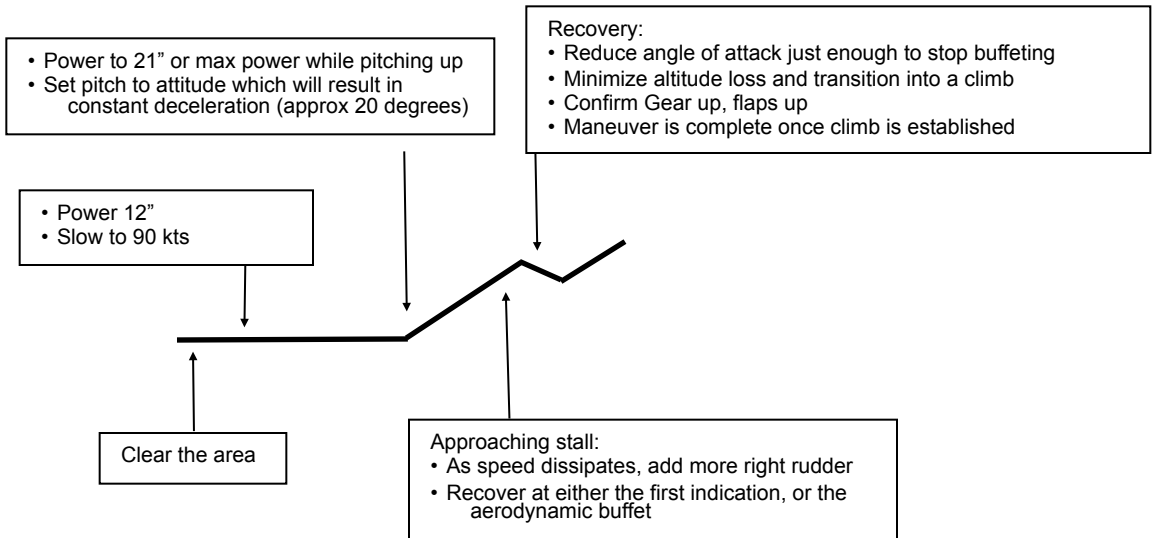 • Power to 21” or max power while pitching up
• Set pitch to attitude which will result in
constant deceleration (approx 20 degrees)
Recovery:
• Reduce angle of attack just enough to stop buffeting
• Minimize altitude loss and transition into a climb
• Confirm Gear up, flaps up
• Maneuver is complete once climb is established
• Power 12”
• Slow to 90 kts
Clear the area
Approaching stall:
• As speed dissipates, add more right rudder
• Recover at either the first indication, or the
aerodynamic buffet